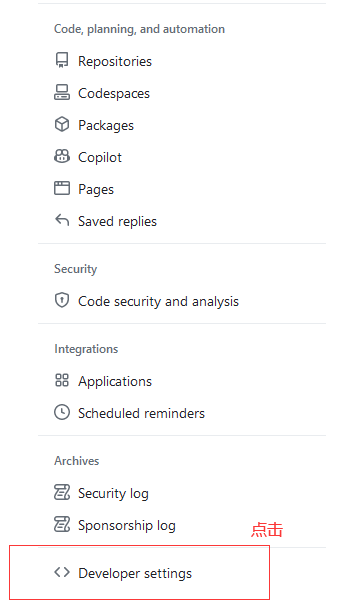 Code, planning, and automation
Repositories
Codespaces
Packages
Copilot
Pages
Saved replies
Security
Code security and analysis
Integrations
Applications
Scheduled reminders
Archives
Security log
Sponsorship log
点击
Developer settings